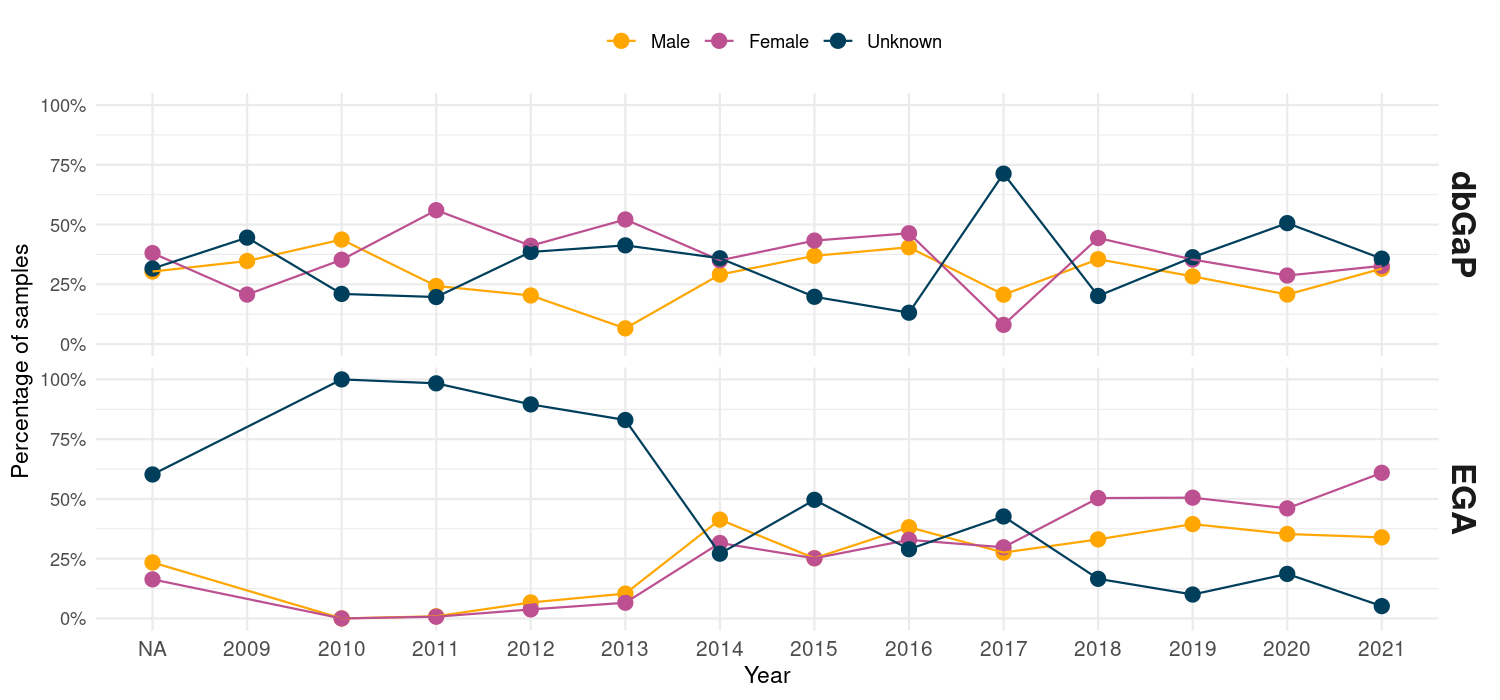 Male Female Unknown
100%
75%
50%
25%
0%
dbGaP
100%
75%
50%
25%
0%
EGA
Percentage of samples
NA 2009 2010 2011 2012 2013 2014 2015 2016 2017 2018 2019 2020 2021
Year